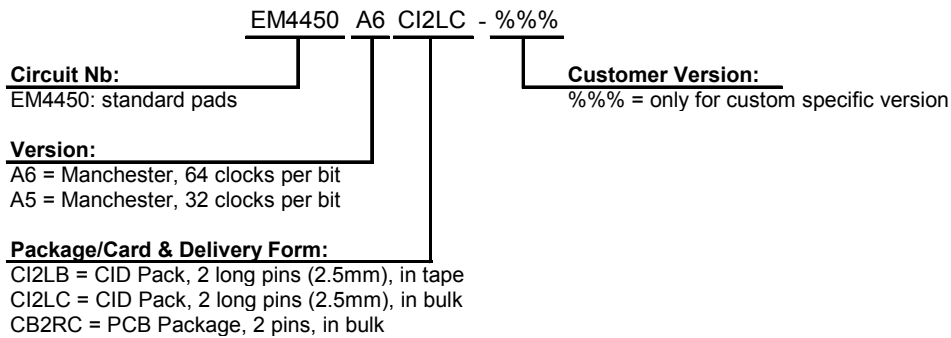 EM4450 A6 CI2LC - %%%
Circuit Nb:
EM4450: standard pads
Customer Version:
%%% = only for custom specific version
Version:
A6 = Manchester, 64 clocks per bit
A5 = Manchester, 32 clocks per bit
Package/Card & Delivery Form:
CI2LB = CID Pack, 2 long pins (2.5mm), in tape
CI2LC = CID Pack, 2 long pins (2.5mm), in bulk
CB2RC = PCB Package, 2 pins, in bulk